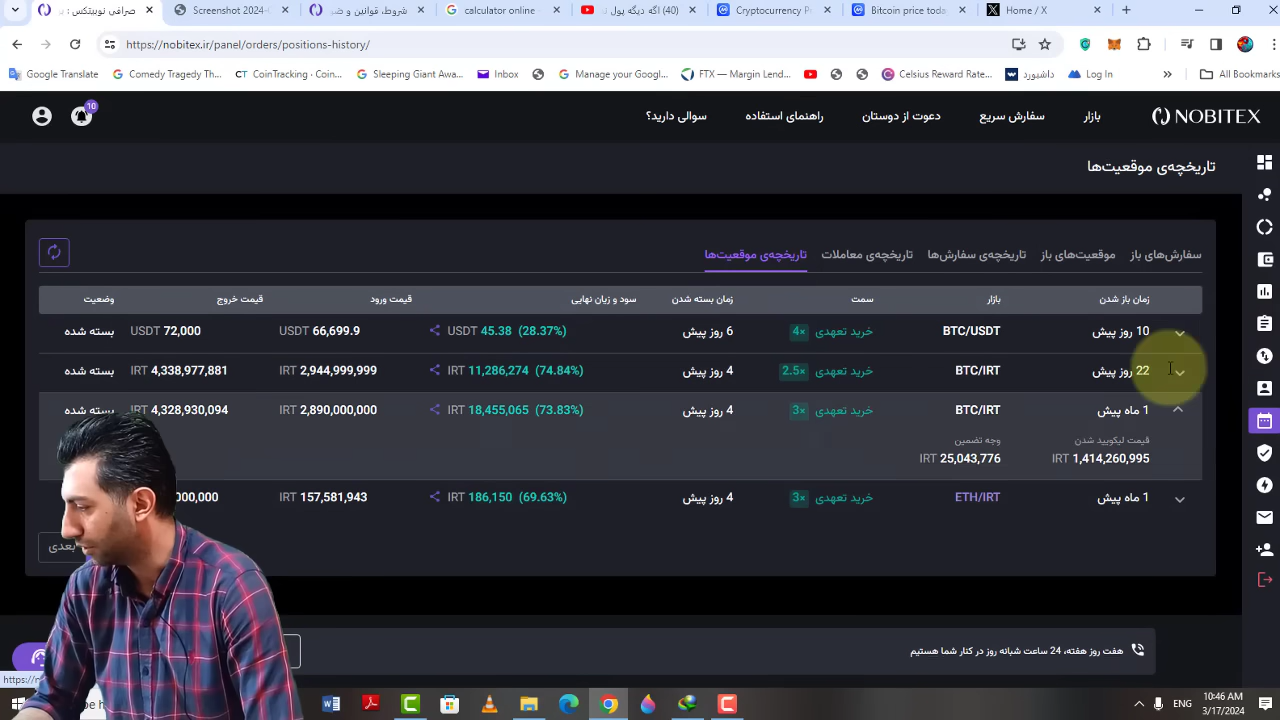 صرافی نوبیتکس :
Screenshot 2024-
شروط، قوانین و ضر
calculator online -
(40) اگه دیگه پول ن
Cryptocurrency P
Bitcoin price today
Home / X
https://nobitex.ir/panel/orders/positions-history/
Google Translate
Comedy Tragedy Th...
CoinTracking · Coin...
Sleeping Giant Awa...
Inbox
Manage your Googl...
FTX — Margin Lend...
Celsius Reward Rate...
داشبورد
Log In
All Bookmarks
10
سوالی دارید؟
راهنمای استفاده
دعوت از دوستان
سفارش سریع
بازار
NOBITEX
تاریخچه‌ی موقعیت‌ها
سفارش‌های باز
موقعیت‌های باز
تاریخچه‌ی سفارش‌ها
تاریخچه‌ی معاملات
تاریخچه‌ی موقعیت‌ها
زمان باز شدن بازار سمت زمان بسته شدن سود و زیان نهایی قیمت ورود قیمت خروج وضعیت
10 روز پیش BTC/USDT خرید تعهدی 4× 6 روز پیش USDT 45.38 (28.37%) USDT 66,699.9 USDT 72,000 بسته شده
22 روز پیش BTC/IRT خرید تعهدی 2.5× 4 روز پیش IRT 11,286,274 (74.84%) IRT 2,944,999,999 IRT 4,338,977,881 بسته شده
1 ماه پیش BTC/IRT خرید تعهدی 3× 4 روز پیش IRT 18,455,065 (73.83%) IRT 2,890,000,000 IRT 4,328,930,094 بسته شده
قیمت لیکویید شدن وجه تضمین
IRT 1,414,260,995 IRT 25,043,776
1 ماه پیش ETH/IRT خرید تعهدی 3× 4 روز پیش IRT 186,150 (69.63%) IRT 157,581,943
بعدی
هفت روز هفته، 24 ساعت شبانه روز در کنار شما هستیم
ENG
10:46 AM
3/17/2024